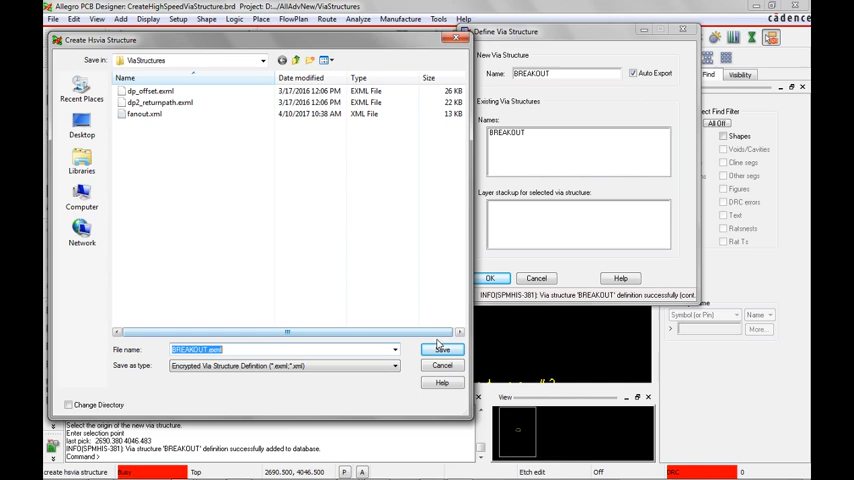 Allegro PCB Designer: CreateHighSpeedViaStructure.brd Logic Project: D:.../AllAdvNew/ViaStructures
File Edit View Add Display Setup Shape Logic Place FlowPlan Route Analyze Manufacture Tools Help
cādence
Create Hsvia Structure
Save in: ViaStructures
Name Date modified Type Size
dp_offset.exml 3/17/2016 12:06 PM EXML File 26 KB
dp2_returnpath.exml 3/17/2016 12:06 PM EXML File 22 KB
fanout.xml 4/10/2017 10:38 AM XML File 13 KB
Recent Places
Desktop
Libraries
Computer
Network
File name: BREAKOUT.exml Save
Save as type: Encrypted Via Structure Definition (*.exml;*.xml) Cancel
Help
Change Directory
Define Via Structure
New Via Structure
Name: BREAKOUT Auto Export
Existing Via Structures
Names:
BREAKOUT
Layer stackup for selected via structure:
OK Cancel Help
INFO(SPMHIS-381): Via structure 'BREAKOUT' definition successfully (cont.
Find Visibility
ect Find Filter
All Off
Shapes
Voids/Cavities
Cline segs
Other segs
Figures
DRC errors
Text
Ratsnests
Rat Ts
Symbol (or Pin) Name
> More...
View
Select the origin of the new via structure.
Enter selection point
last pick: 2690.380 4046.483
INFO(SPMHIS-381): Via structure 'BREAKOUT' definition successfully added to database.
Command >
create hsvia structure Busy Top 2690.500, 4046.500 P A Etch edit Off DRC 0